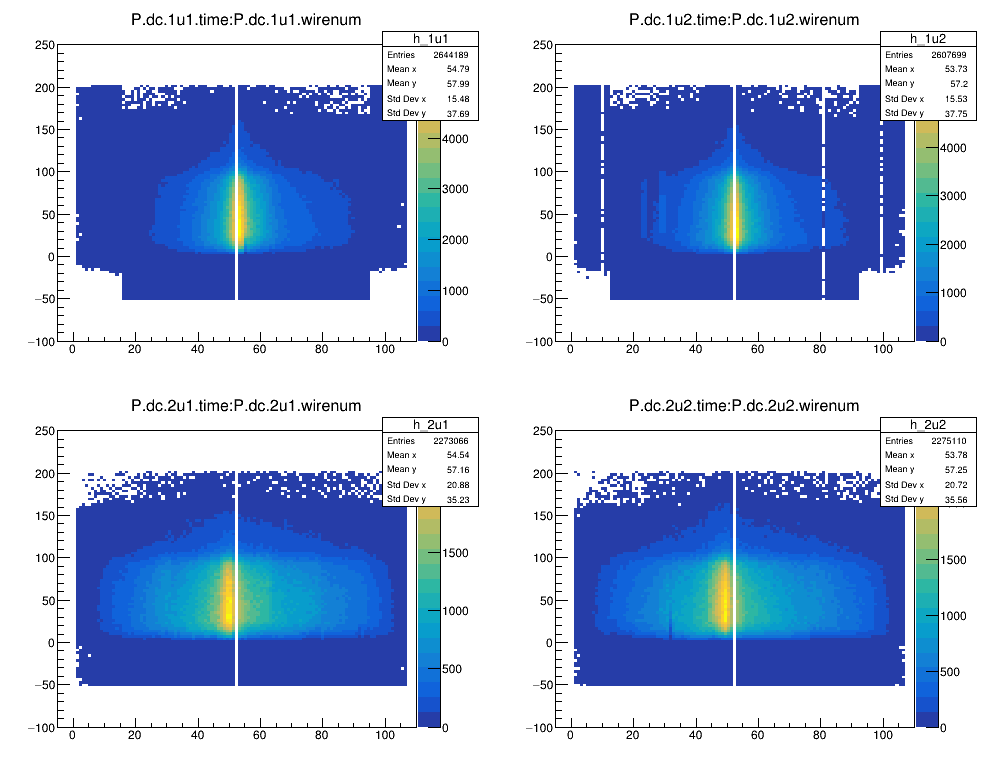 P.dc.1u1.time:P.dc.1u1.wirenum
h_1u1
Entries 2644189
Mean x 54.79
Mean y 57.99
Std Dev x 15.48
Std Dev y 37.69
250
200
150
100
50
0
−50
−100
0 20 40 60 80 100
4000
3000
2000
1000
0
P.dc.1u2.time:P.dc.1u2.wirenum
h_1u2
Entries 2607699
Mean x 53.73
Mean y 57.2
Std Dev x 15.53
Std Dev y 37.75
250
200
150
100
50
0
−50
−100
0 20 40 60 80 100
4000
3000
2000
1000
0
P.dc.2u1.time:P.dc.2u1.wirenum
h_2u1
Entries 2273066
Mean x 54.54
Mean y 57.16
Std Dev x 20.88
Std Dev y 35.23
250
200
150
100
50
0
−50
−100
0 20 40 60 80 100
1500
1000
500
0
P.dc.2u2.time:P.dc.2u2.wirenum
h_2u2
Entries 2275110
Mean x 53.78
Mean y 57.25
Std Dev x 20.72
Std Dev y 35.56
250
200
150
100
50
0
−50
−100
0 20 40 60 80 100
1500
1000
500
0